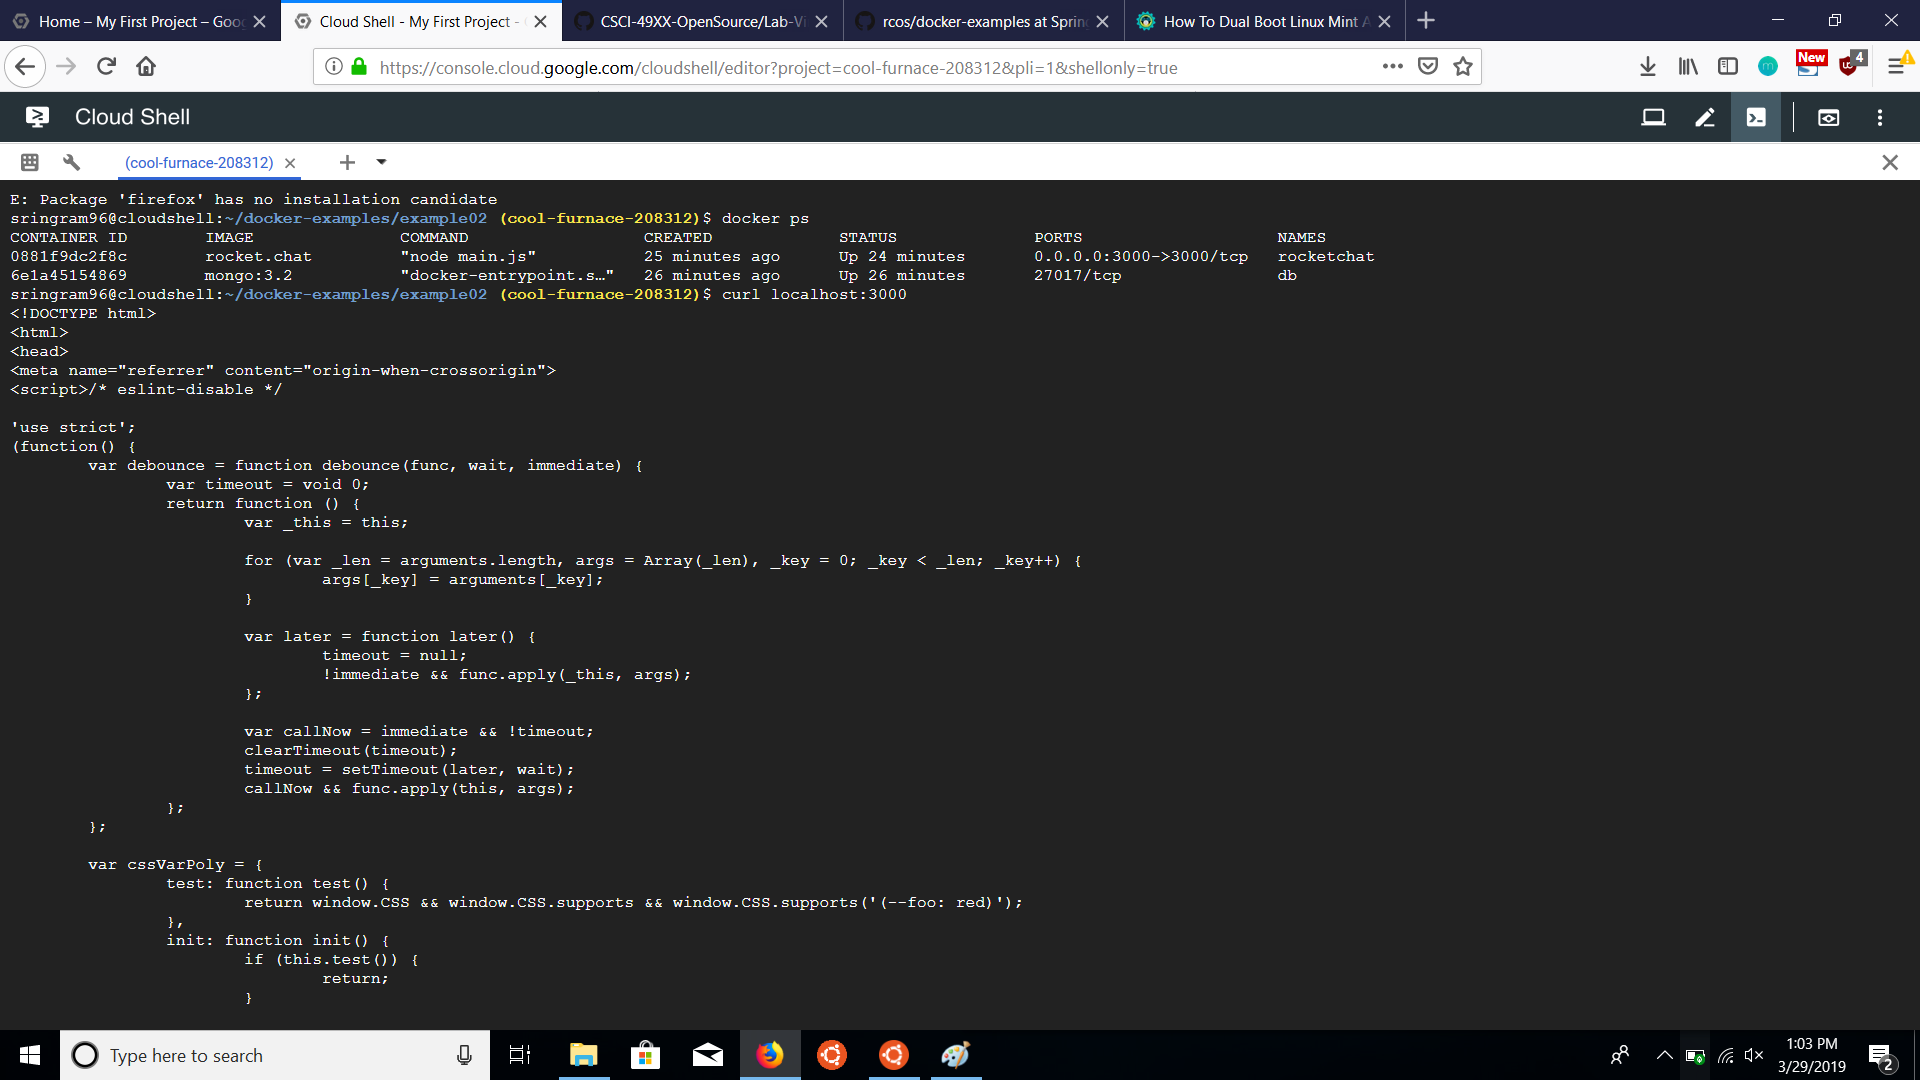 Home – My First Project – Goo
Cloud Shell - My First Project -
CSCI-49XX-OpenSource/Lab-Vi
rcos/docker-examples at Sprin
How To Dual Boot Linux Mint A
https://console.cloud.google.com/cloudshell/editor?project=cool-furnace-208312&pli=1&shellonly=true
New
4
Cloud Shell
(cool-furnace-208312)
E: Package 'firefox' has no installation candidate
sringram96@cloudshell:~/docker-examples/example02 (cool-furnace-208312)$ docker ps
CONTAINER ID IMAGE COMMAND CREATED STATUS PORTS NAMES
0881f9dc2f8c rocket.chat "node main.js" 25 minutes ago Up 24 minutes 0.0.0.0:3000->3000/tcp rocketchat
6e1a45154869 mongo:3.2 "docker-entrypoint.s…" 26 minutes ago Up 26 minutes 27017/tcp db
sringram96@cloudshell:~/docker-examples/example02 (cool-furnace-208312)$ curl localhost:3000
<!DOCTYPE html>
<html>
<head>
<meta name="referrer" content="origin-when-crossorigin">
<script>/* eslint-disable */
'use strict';
(function() {
var debounce = function debounce(func, wait, immediate) {
var timeout = void 0;
return function () {
var _this = this;
for (var _len = arguments.length, args = Array(_len), _key = 0; _key < _len; _key++) {
args[_key] = arguments[_key];
}
var later = function later() {
timeout = null;
!immediate && func.apply(_this, args);
};
var callNow = immediate && !timeout;
clearTimeout(timeout);
timeout = setTimeout(later, wait);
callNow && func.apply(this, args);
};
};
var cssVarPoly = {
test: function test() {
return window.CSS && window.CSS.supports && window.CSS.supports('(--foo: red)');
},
init: function init() {
if (this.test()) {
return;
}
Type here to search
1:03 PM
3/29/2019
2